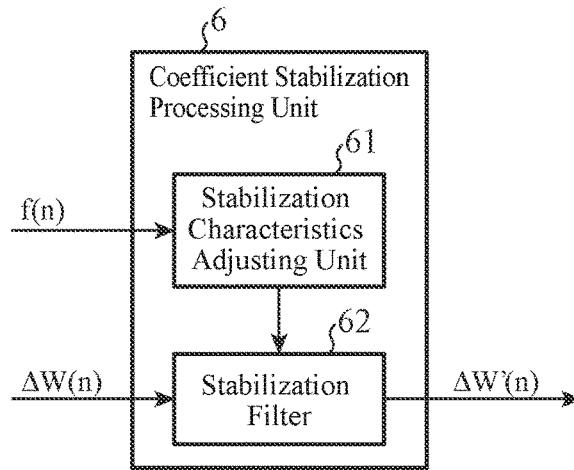 6
Coefficient Stabilization
Processing Unit
61
f(n)
Stabilization
Characteristics
Adjusting Unit
62
ΔW(n)
Stabilization
Filter
ΔW'(n)